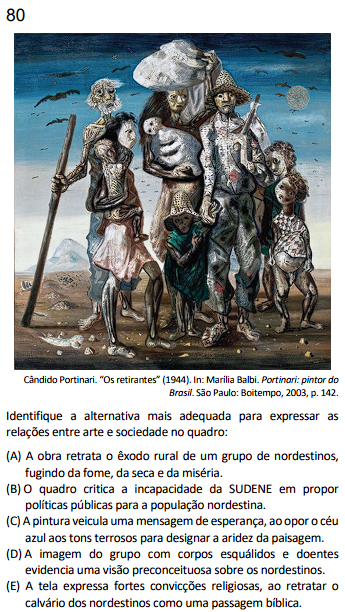 80
Cândido Portinari. “Os retirantes” (1944). In: Marília Balbi. Portinari: pintor do
Brasil. São Paulo: Boitempo, 2003, p. 142.
Identifique a alternativa mais adequada para expressar as
relações entre arte e sociedade no quadro:
(A) A obra retrata o êxodo rural de um grupo de nordestinos,
fugindo da fome, da seca e da miséria.
(B) O quadro critica a incapacidade da SUDENE em propor
políticas públicas para a população nordestina.
(C) A pintura veicula uma mensagem de esperança, ao opor o céu
azul aos tons terrosos para designar a aridez da paisagem.
(D) A imagem do grupo com corpos esquálidos e doentes
evidencia uma visão preconceituosa sobre os nordestinos.
(E) A tela expressa fortes convicções religiosas, ao retratar o
calvário dos nordestinos como uma passagem bíblica.